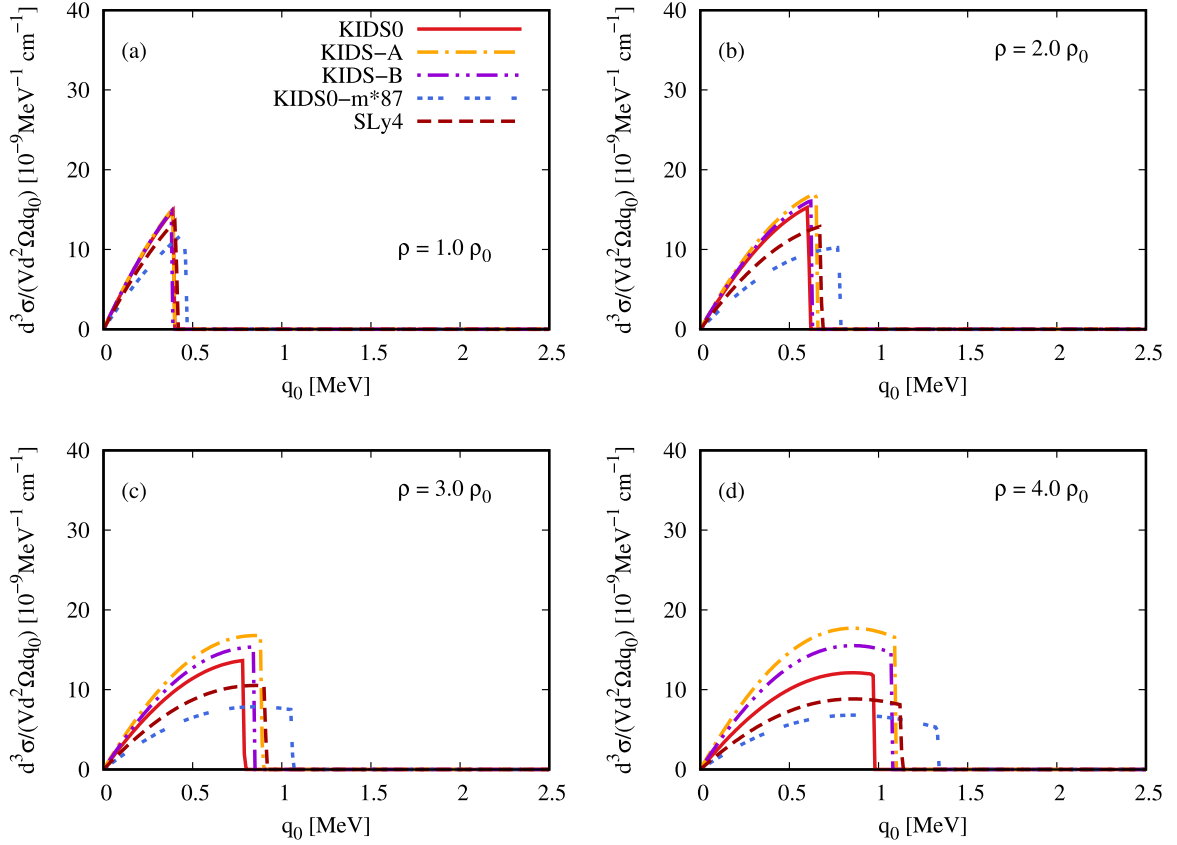 d³σ/(Vd²Ωdq₀) [10⁻⁹MeV⁻¹ cm⁻¹]
40
30
20
10
0
(a)
KIDS0
KIDS−A
KIDS−B
KIDS0−m*87
SLy4
ρ = 1.0 ρ₀
0
0.5
1
1.5
2
2.5
q₀ [MeV]
d³σ/(Vd²Ωdq₀) [10⁻⁹MeV⁻¹ cm⁻¹]
40
30
20
10
0
(b)
ρ = 2.0 ρ₀
0
0.5
1
1.5
2
2.5
q₀ [MeV]
d³σ/(Vd²Ωdq₀) [10⁻⁹MeV⁻¹ cm⁻¹]
40
30
20
10
0
(c)
ρ = 3.0 ρ₀
0
0.5
1
1.5
2
2.5
q₀ [MeV]
d³σ/(Vd²Ωdq₀) [10⁻⁹MeV⁻¹ cm⁻¹]
40
30
20
10
0
(d)
ρ = 4.0 ρ₀
0
0.5
1
1.5
2
2.5
q₀ [MeV]